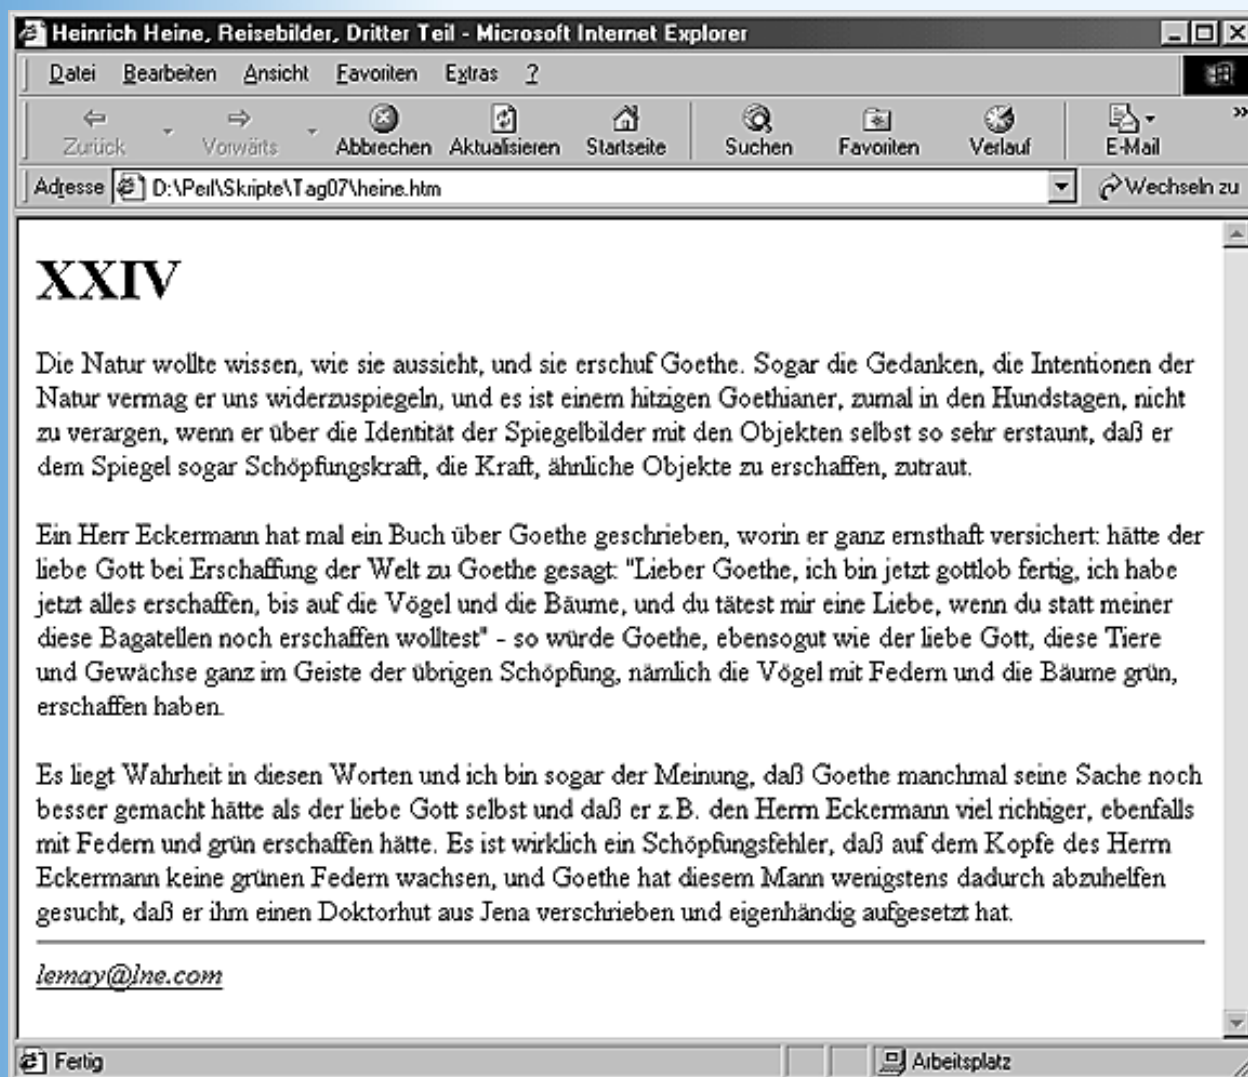 Heinrich Heine, Reisebilder, Dritter Teil - Microsoft Internet Explorer
Datei Bearbeiten Ansicht Favoriten Extras ?
Zurück Vorwärts Abbrechen Aktualisieren Startseite Suchen Favoriten Verlauf E-Mail »
Adresse D:\Perl\Skripte\Tag07\heine.htm Wechseln zu
XXIV
Die Natur wollte wissen, wie sie aussieht, und sie erschuf Goethe. Sogar die Gedanken, die Intentionen der
Natur vermag er uns widerzuspiegeln, und es ist einem hitzigen Goethianer, zumal in den Hundstagen, nicht
zu verargen, wenn er über die Identität der Spiegelbilder mit den Objekten selbst so sehr erstaunt, daß er
dem Spiegel sogar Schöpfungskraft, die Kraft, ähnliche Objekte zu erschaffen, zutraut.
Ein Herr Eckermann hat mal ein Buch über Goethe geschrieben, worin er ganz ernsthaft versichert: hätte der
liebe Gott bei Erschaffung der Welt zu Goethe gesagt: "Lieber Goethe, ich bin jetzt gottlob fertig, ich habe
jetzt alles erschaffen, bis auf die Vögel und die Bäume, und du tätest mir eine Liebe, wenn du statt meiner
diese Bagatellen noch erschaffen wolltest" - so würde Goethe, ebensogut wie der liebe Gott, diese Tiere
und Gewächse ganz im Geiste der übrigen Schöpfung, nämlich die Vögel mit Federn und die Bäume grün,
erschaffen haben.
Es liegt Wahrheit in diesen Worten und ich bin sogar der Meinung, daß Goethe manchmal seine Sache noch
besser gemacht hätte als der liebe Gott selbst und daß er z.B. den Herrn Eckermann viel richtiger, ebenfalls
mit Federn und grün erschaffen hätte. Es ist wirklich ein Schöpfungsfehler, daß auf dem Kopfe des Herrn
Eckermann keine grünen Federn wachsen, und Goethe hat diesem Mann wenigstens dadurch abzuhelfen
gesucht, daß er ihm einen Doktorhut aus Jena verschrieben und eigenhändig aufgesetzt hat.
lemay@lne.com
Fertig Arbeitsplatz